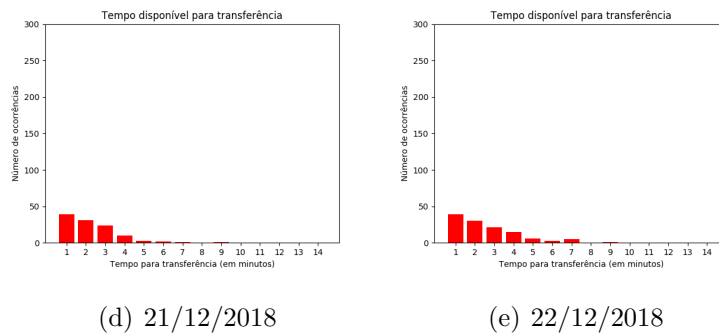 Tempo disponível para transferência
300
250
200
150
100
50
0
Número de ocorrências
1 2 3 4 5 6 7 8 9 10 11 12 13 14
Tempo para transferência (em minutos)
(d) 21/12/2018
Tempo disponível para transferência
300
250
200
150
100
50
0
Número de ocorrências
1 2 3 4 5 6 7 8 9 10 11 12 13 14
Tempo para transferência (em minutos)
(e) 22/12/2018